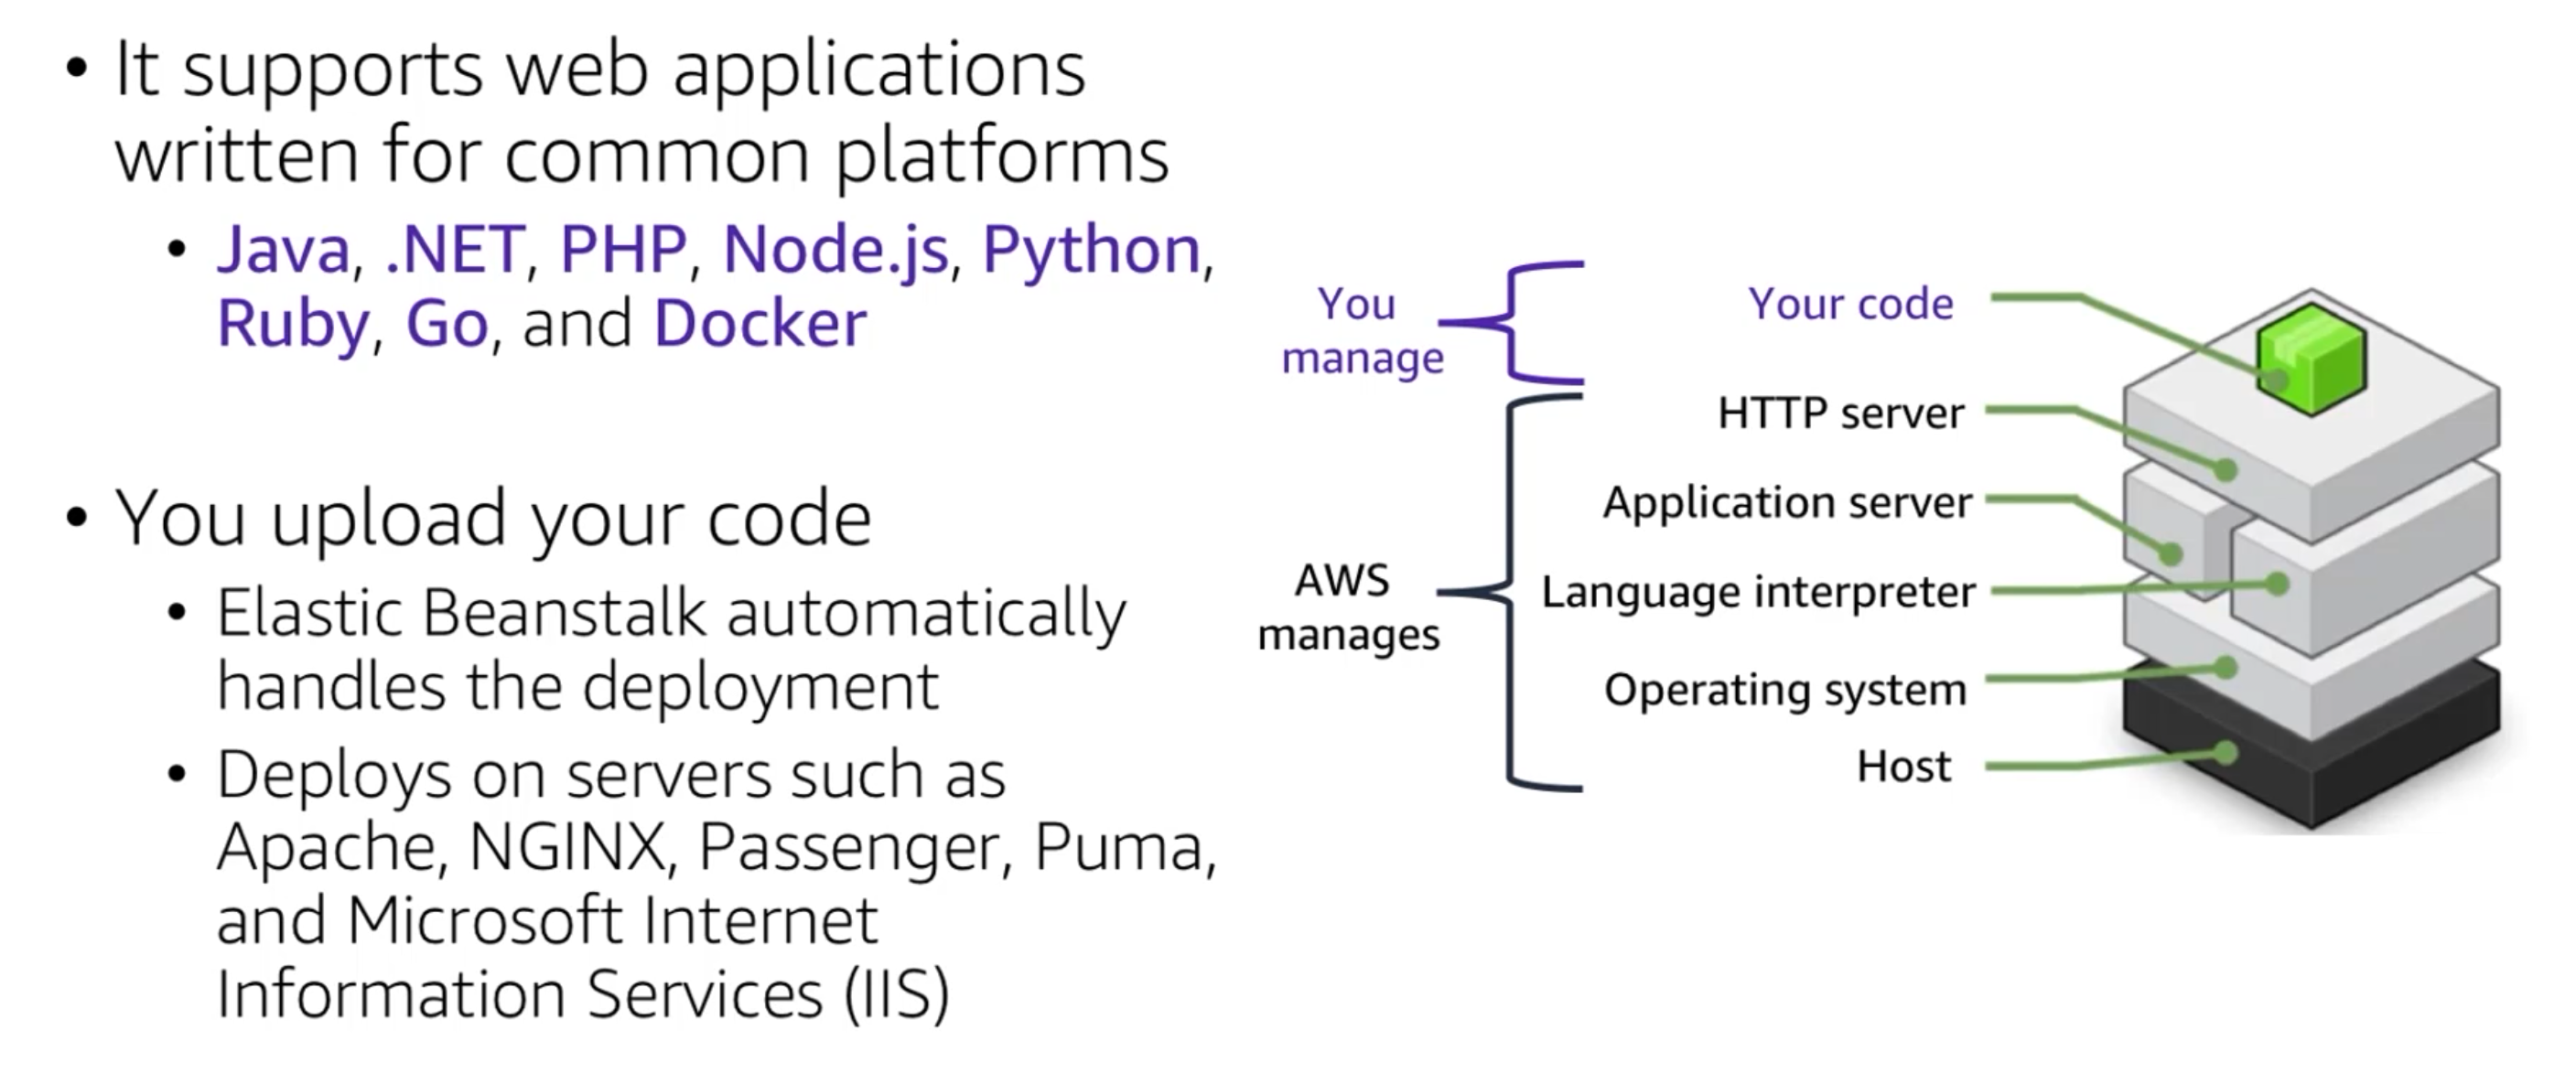 • It supports web applications
written for common platforms
• Java, .NET, PHP, Node.js, Python,
Ruby, Go, and Docker
• You upload your code
• Elastic Beanstalk automatically
handles the deployment
• Deploys on servers such as
Apache, NGINX, Passenger, Puma,
and Microsoft Internet
Information Services (IIS)
You
manage
Your code
AWS
manages
HTTP server
Application server
Language interpreter
Operating system
Host